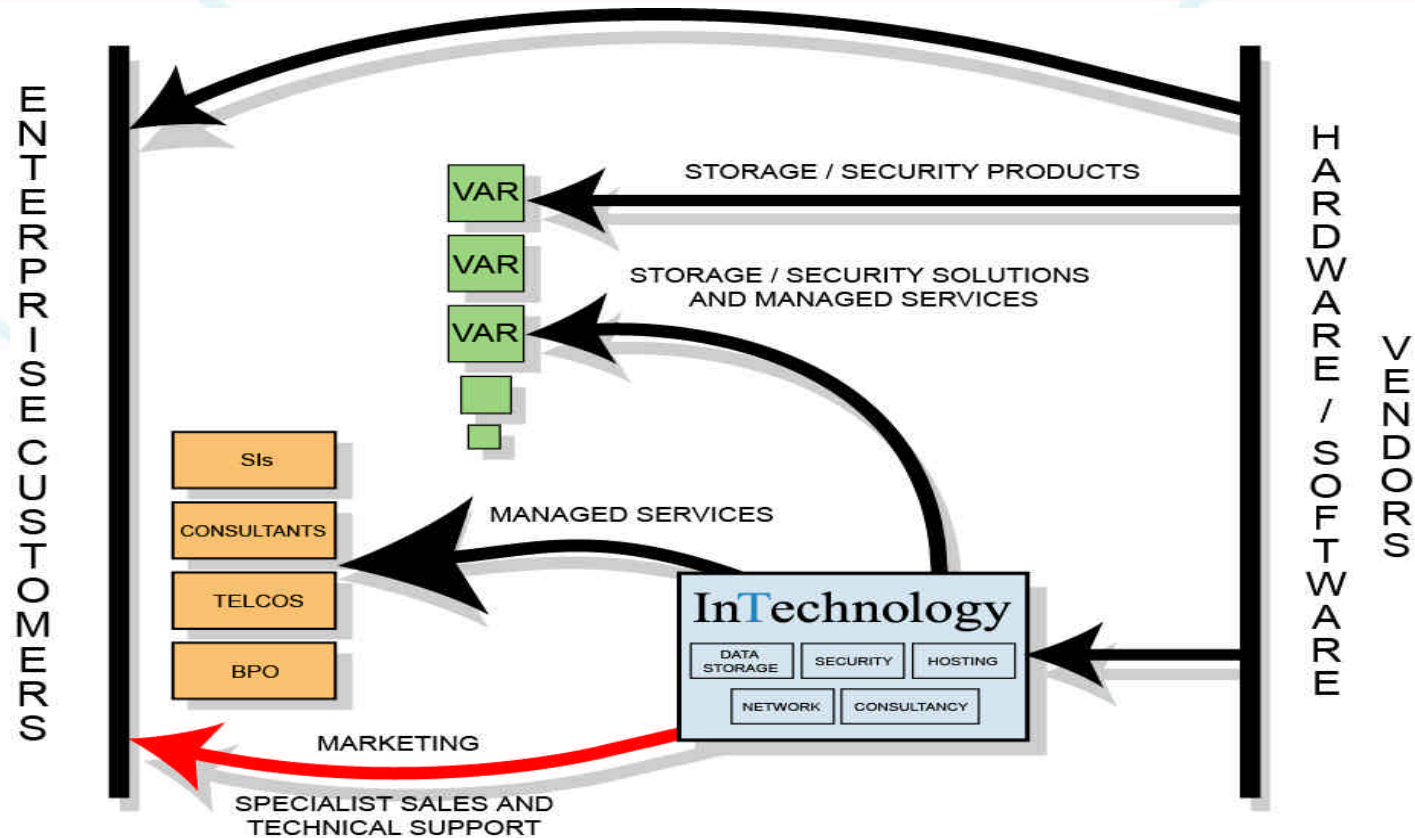 ENTERPRISE CUSTOMERS
STORAGE / SECURITY PRODUCTS
VAR
VAR
STORAGE / SECURITY SOLUTIONS
AND MANAGED SERVICES
VAR
SIs
CONSULTANTS
TELCOS
BPO
MANAGED SERVICES
InTechnology
DATA
STORAGE
SECURITY
HOSTING
NETWORK
CONSULTANCY
MARKETING
SPECIALIST SALES AND
TECHNICAL SUPPORT
HARDWARE / SOFTWARE
VENDORS